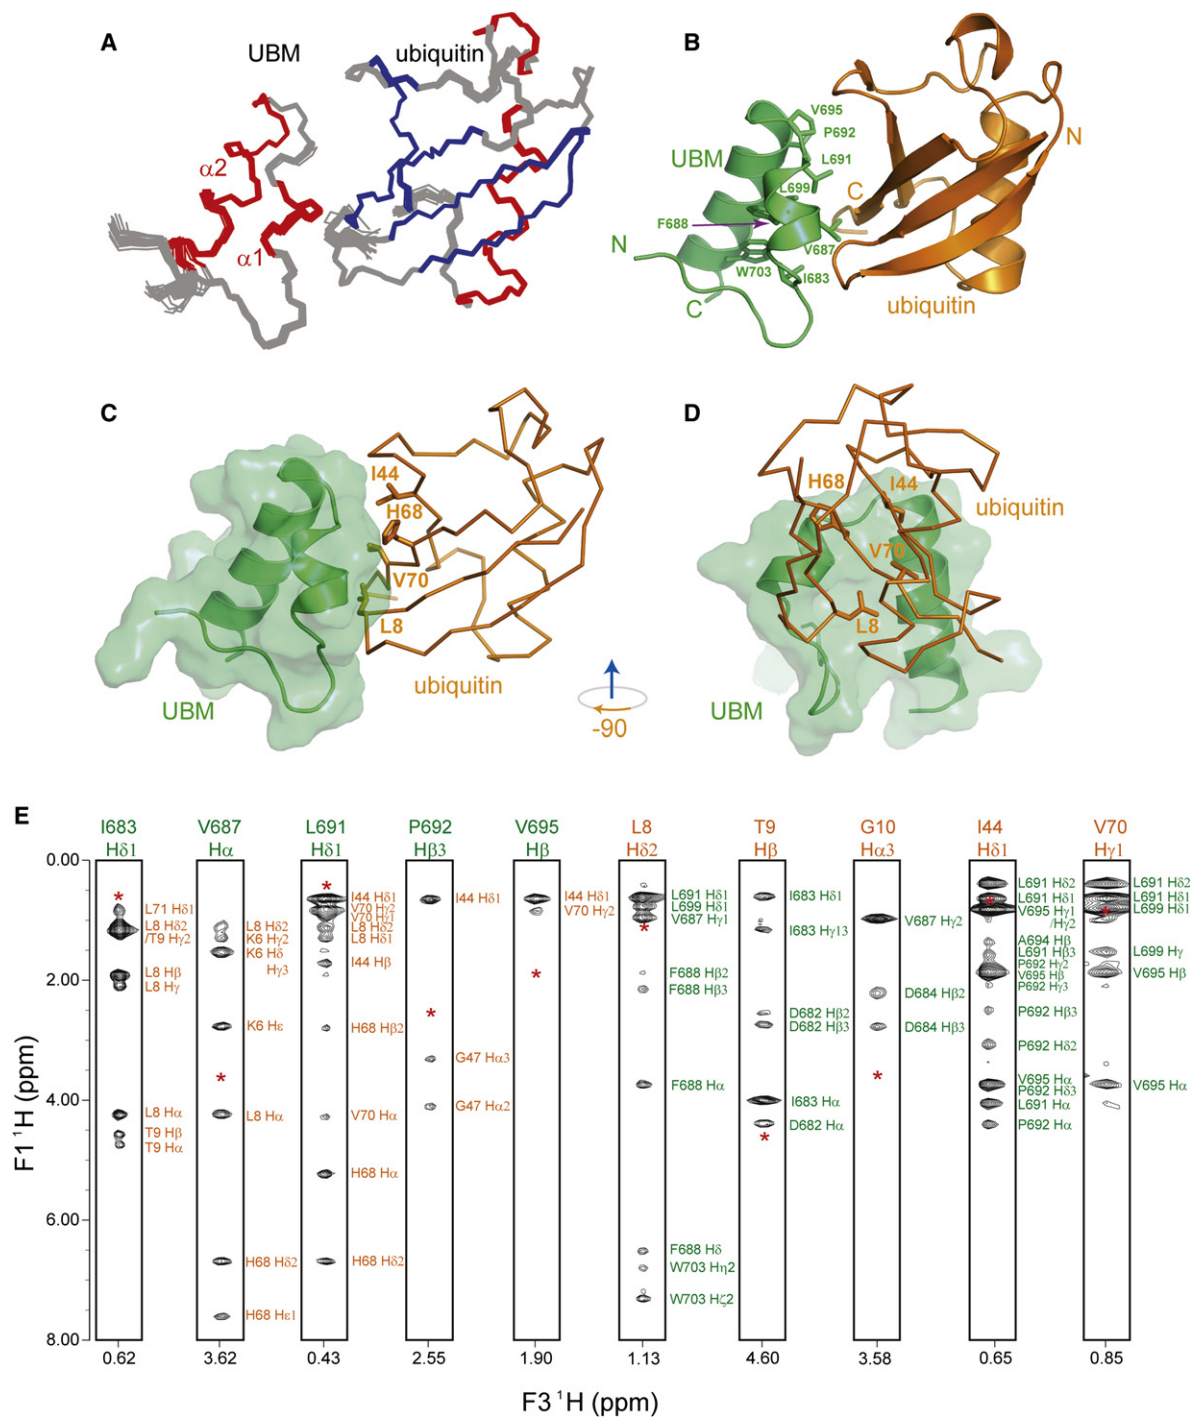 A
UBM
ubiquitin
α2
α1
B
V695
P692
UBM
L691
N
L699
C
F688
V687
N
W703
I683
C
ubiquitin
C
I44
H68
V70
L8
ubiquitin
UBM
-90
D
H68
I44
ubiquitin
V70
L8
UBM
E
I683 V687 L691 P692 V695 L8 T9 G10 I44 V70
Hδ1 Hα Hδ1 Hβ3 Hβ Hδ2 Hβ Hα3 Hδ1 Hγ1
F1 ¹H (ppm)
0.00
2.00
4.00
6.00
8.00
*
L71 Hδ1
L8 Hδ2
/T9 Hγ2
L8 Hβ
L8 Hγ
L8 Hα
T9 Hβ
T9 Hα
0.62
L8 Hδ2
K6 Hγ2
K6 Hδ
Hγ3
K6 Hε
*
L8 Hα
H68 Hδ2
H68 Hε1
3.62
*
I44 Hδ1
V70 Hγ2
V70 Hγ1
L8 Hδ2
L8 Hδ1
I44 Hβ
H68 Hβ2
V70 Hα
H68 Hα
H68 Hδ2
0.43
I44 Hδ1
*
G47 Hα3
G47 Hα2
2.55
I44 Hδ1
V70 Hγ2
*
1.90
L691 Hδ1
L699 Hδ1
V687 Hγ1
*
F688 Hβ2
F688 Hβ3
F688 Hα
F688 Hδ
W703 Hη2
W703 Hζ2
1.13
I683 Hδ1
I683 Hγ13
D682 Hβ2
D682 Hβ3
I683 Hα
D682 Hα
*
4.60
V687 Hγ2
D684 Hβ2
D684 Hβ3
*
3.58
L691 Hδ2
L691 Hδ1
*
V695 Hγ1
/Hγ2
A694 Hβ
L691 Hβ3
P692 Hγ2
V695 Hβ
P692 Hγ3
P692 Hβ3
P692 Hδ2
V695 Hα
P692 Hδ3
L691 Hα
P692 Hα
0.65
L691 Hδ2
L691 Hδ1
L699 Hδ1
*
L699 Hγ
V695 Hβ
V695 Hα
0.85
F3 ¹H (ppm)